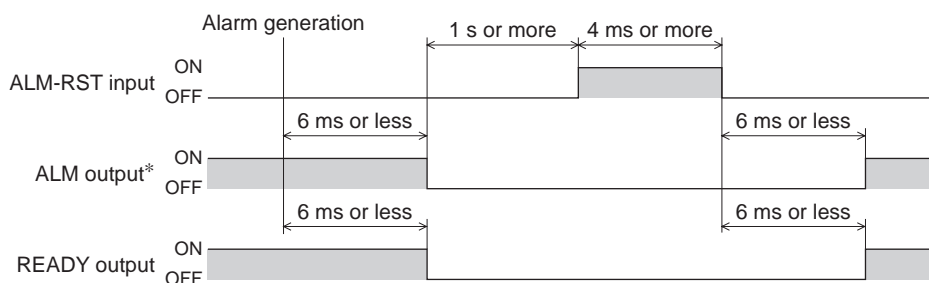 Alarm generation
1 s or more
4 ms or more
ALM-RST input
ON
OFF
6 ms or less
6 ms or less
ALM output*
ON
OFF
6 ms or less
6 ms or less
READY output
ON
OFF